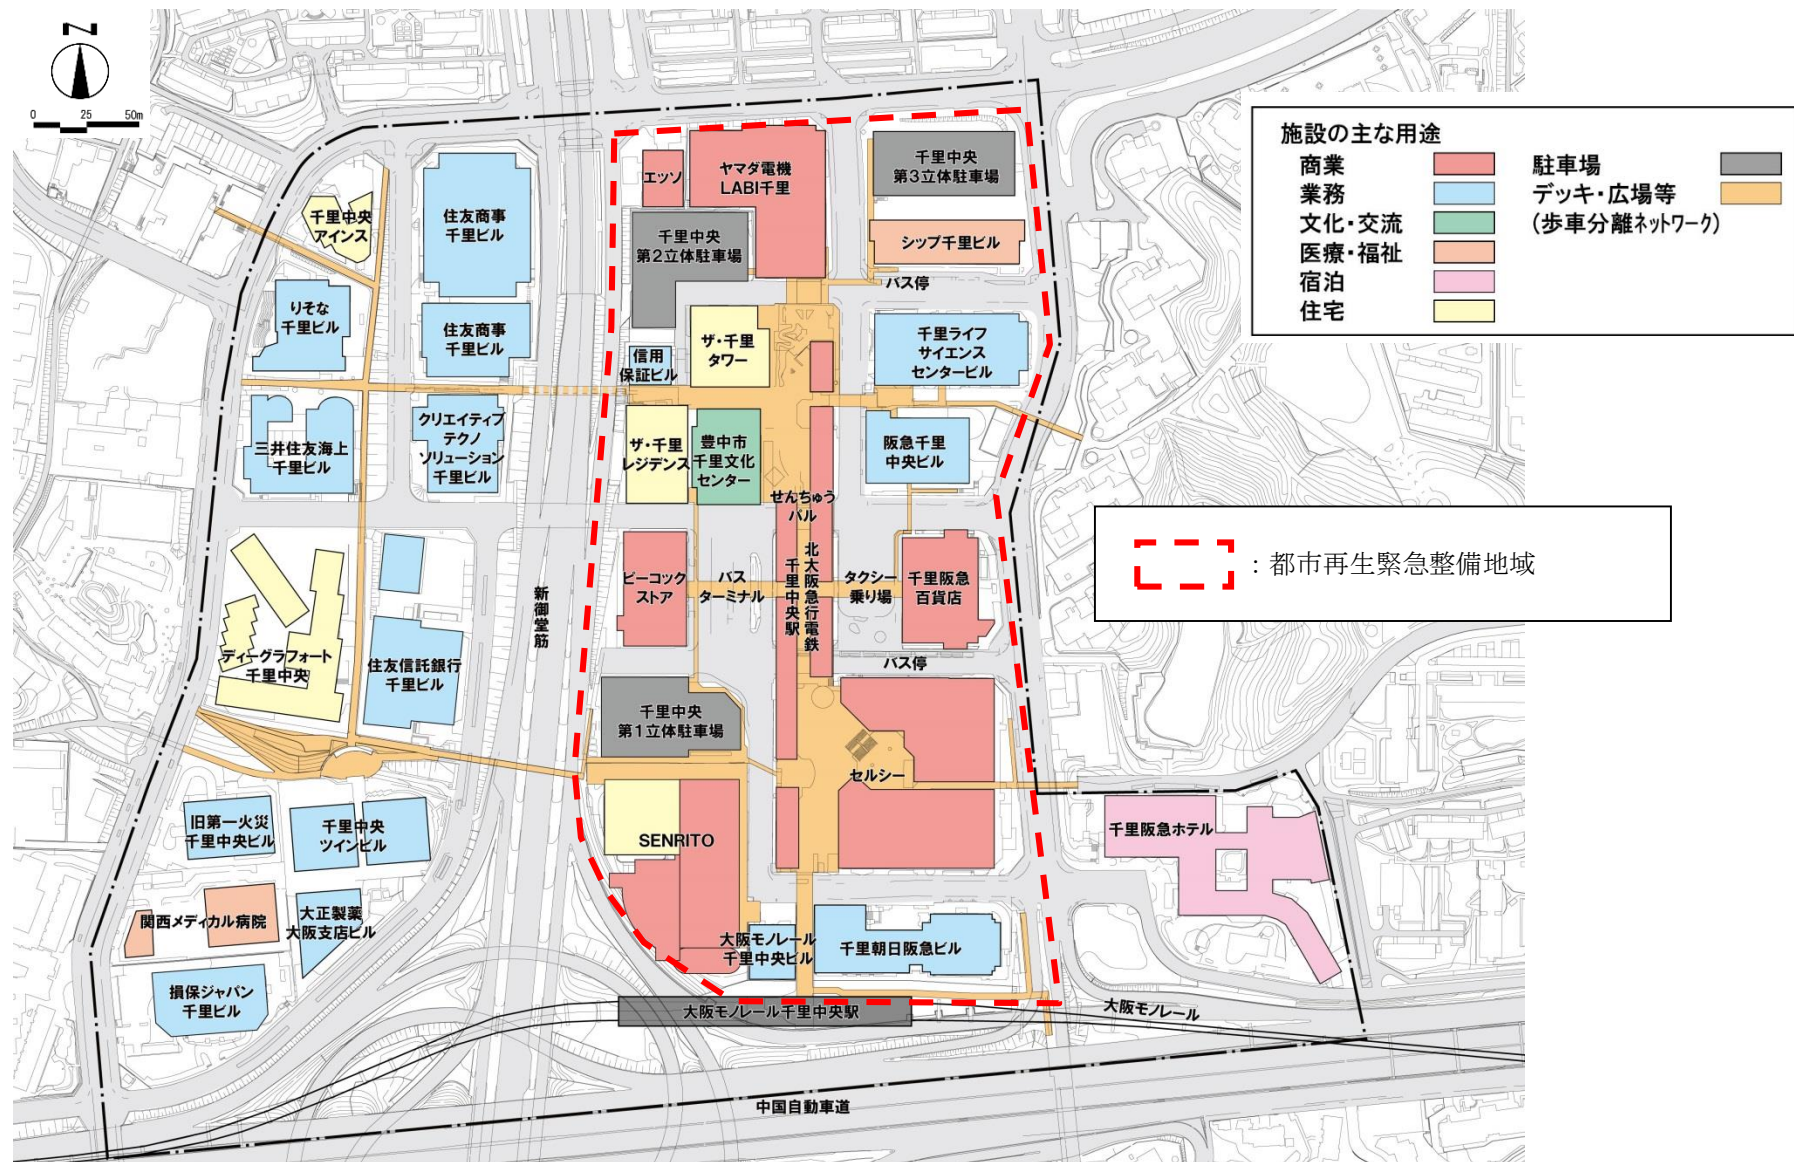 Z
0 25 50m
施設の主な用途
商業
業務
文化・交流
医療・福祉
宿泊
住宅
駐車場
デッキ・広場等
(歩車分離ネットワーク)
：都市再生緊急整備地域
エッソ
ヤマダ電機
LABI千里
千里中央
第3立体駐車場
千里中央
アインス
住友商事
千里ビル
千里中央
第2立体駐車場
シップ千里ビル
バス停
りそな
千里ビル
住友商事
千里ビル
信用
保証ビル
ザ・千里
タワー
千里ライフ
サイエンス
センタービル
三井住友海上
千里ビル
クリエイティブ
テクノ
ソリューション
千里ビル
ザ・千里
レジデンス
豊中市
千里文化
センター
阪急千里
中央ビル
せんちゅう
パル
新御堂筋
ピーコック
ストア
バス
ターミナル
北大阪急行電鉄
千里中央駅
タクシー
乗り場
千里阪急
百貨店
バス停
ディーグラフォート
千里中央
住友信託銀行
千里ビル
千里中央
第1立体駐車場
セルシー
旧第一火災
千里中央ビル
千里中央
ツインビル
SENRITO
千里阪急ホテル
関西メディカル病院
大正製薬
大阪支店ビル
大阪モノレール
千里中央ビル
千里朝日阪急ビル
損保ジャパン
千里ビル
大阪モノレール千里中央駅
大阪モノレール
中国自動車道